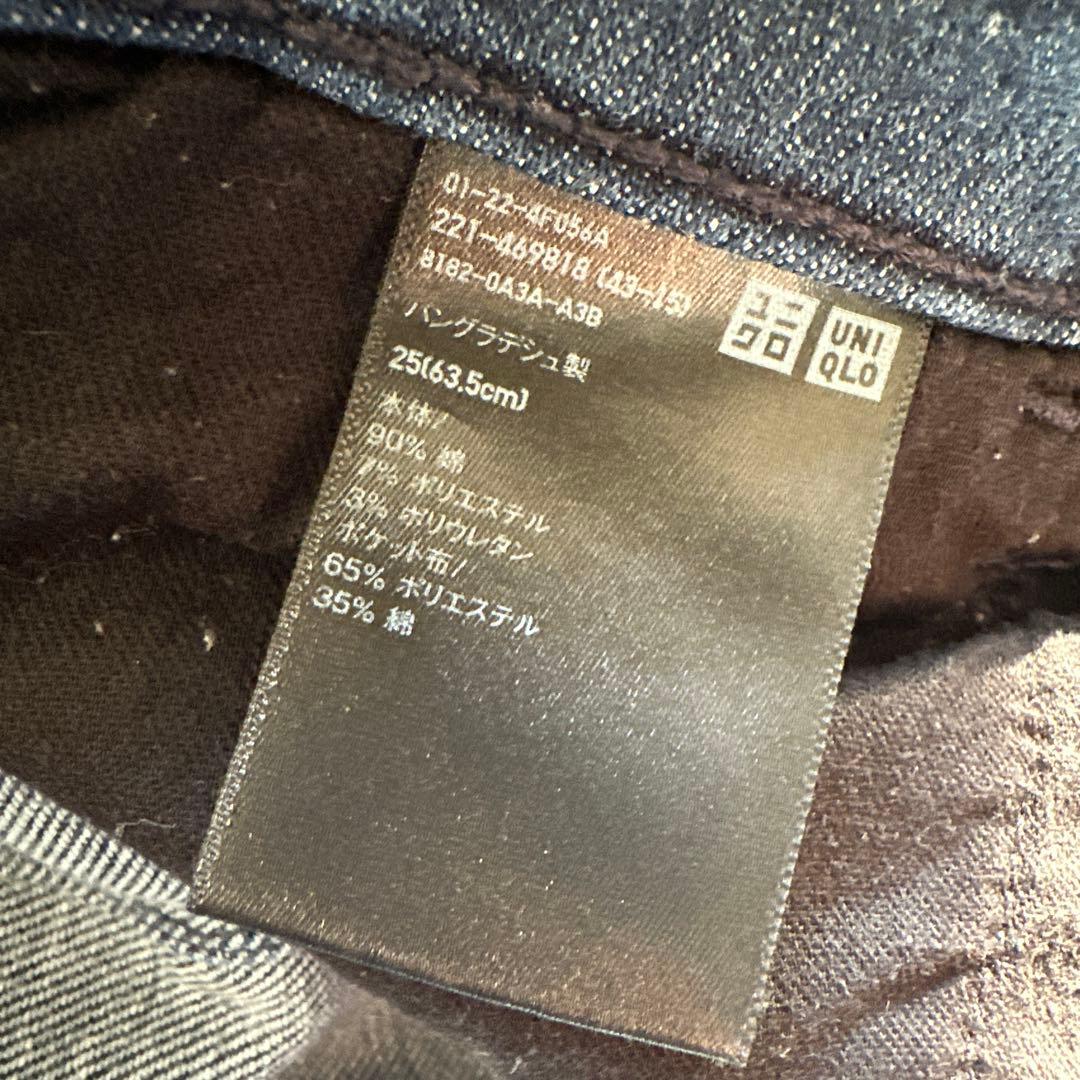 01-22-4F056A
221-469818 (43-15)
8182-0A3A-A3B
バングラデシュ製
25(63.5cm)
本体/
90% 綿
7% ポリエステル
3% ポリウレタン
ポケット布/
65% ポリエステル
35% 綿
ユニ
クロ
UNI
QLO